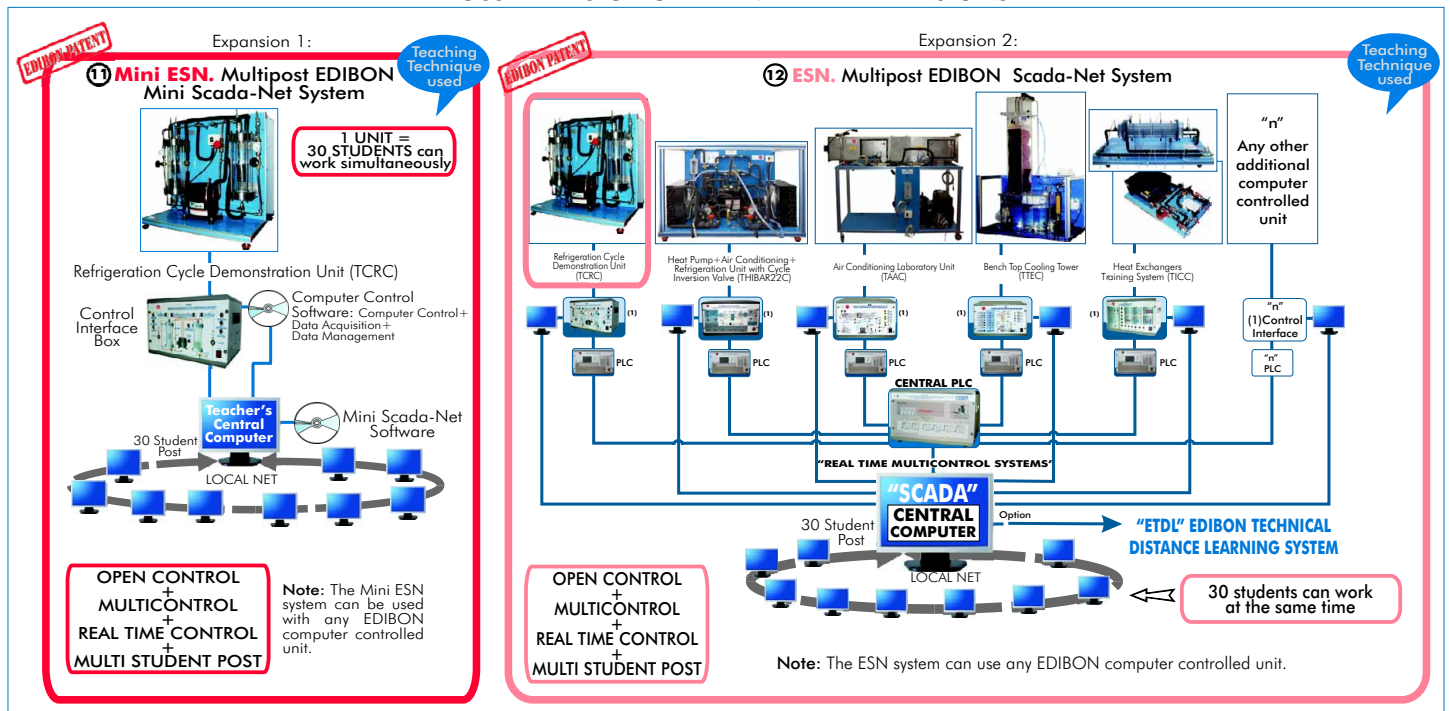 Expansion 1:
EDIBON PATENT
Teaching
Technique
used
11 Mini ESN. Multipost EDIBON
Mini Scada-Net System
1 UNIT =
30 STUDENTS can
work simultaneously
Refrigeration Cycle Demonstration Unit (TCRC)
Control
Interface
Box
Computer Control
Software: Computer Control+
Data Acquisition+
Data Management
Teacher's
Central
Computer
Mini Scada-Net
Software
30 Student
Post
LOCAL NET
OPEN CONTROL
+
MULTICONTROL
+
REAL TIME CONTROL
+
MULTI STUDENT POST
Note: The Mini ESN
system can be used
with any EDIBON
computer controlled
unit.
Expansion 2:
EDIBON PATENT
Teaching
Technique
used
12 ESN. Multipost EDIBON Scada-Net System
"n"
Any other
additional
computer
controlled
unit
Refrigeration Cycle
Demonstration Unit
(TCRC)
Heat Pump+Air Conditioning+
Refrigeration Unit with Cycle
Inversion Valve (THIBAR22C)
Air Conditioning Laboratory Unit
(TAAC)
Bench Top Cooling Tower
(TTEC)
Heat Exchangers
Training System (TICC)
(1)
(1)
(1)
(1)
(1)
"n"
(1)Control
Interface
PLC
PLC
PLC
PLC
PLC
"n"
PLC
CENTRAL PLC
"REAL TIME MULTICONTROL SYSTEMS"
"SCADA"
CENTRAL
COMPUTER
Option
"ETDL" EDIBON TECHNICAL
DISTANCE LEARNING SYSTEM
30 Student
Post
LOCAL NET
30 students can work
at the same time
OPEN CONTROL
+
MULTICONTROL
+
REAL TIME CONTROL
+
MULTI STUDENT POST
Note: The ESN system can use any EDIBON computer controlled unit.